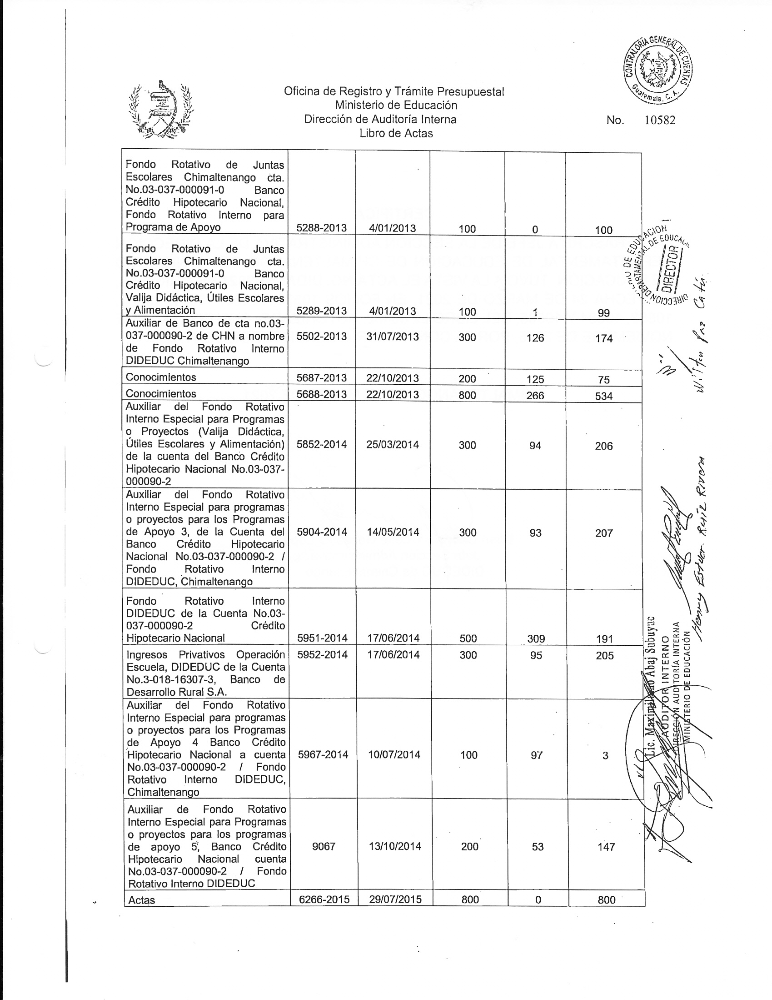 CONTRALORÍA GENERAL DE CUENTAS
Guatemala, C. A.
Oficina de Registro y Trámite Presupuestal
Ministerio de Educación
Dirección de Auditoría Interna
Libro de Actas
No. 10582
Fondo Rotativo de Juntas
Escolares Chimaltenango cta.
No.03-037-000091-0 Banco
Crédito Hipotecario Nacional,
Fondo Rotativo Interno para
Programa de Apoyo 5288-2013 4/01/2013 100 0 100
Fondo Rotativo de Juntas
Escolares Chimaltenango cta.
No.03-037-000091-0 Banco
Crédito Hipotecario Nacional,
Valija Didáctica, Útiles Escolares
y Alimentación 5289-2013 4/01/2013 100 1 99
Auxiliar de Banco de cta no.03-
037-000090-2 de CHN a nombre 5502-2013 31/07/2013 300 126 174
de Fondo Rotativo Interno
DIDEDUC Chimaltenango
Conocimientos 5687-2013 22/10/2013 200 125 75
Conocimientos 5688-2013 22/10/2013 800 266 534
Auxiliar del Fondo Rotativo
Interno Especial para Programas
o Proyectos (Valija Didáctica,
Útiles Escolares y Alimentación) 5852-2014 25/03/2014 300 94 206
de la cuenta del Banco Crédito
Hipotecario Nacional No.03-037-
000090-2
Auxiliar del Fondo Rotativo
Interno Especial para programas
o proyectos para los Programas
de Apoyo 3, de la Cuenta del 5904-2014 14/05/2014 300 93 207
Banco Crédito Hipotecario
Nacional No.03-037-000090-2 /
Fondo Rotativo Interno
DIDEDUC, Chimaltenango
Fondo Rotativo Interno
DIDEDUC de la Cuenta No.03-
037-000090-2 Crédito
Hipotecario Nacional 5951-2014 17/06/2014 500 309 191
Ingresos Privativos Operación 5952-2014 17/06/2014 300 95 205
Escuela, DIDEDUC de la Cuenta
No.3-018-16307-3, Banco de
Desarrollo Rural S.A.
Auxiliar del Fondo Rotativo
Interno Especial para programas
o proyectos para los Programas
de Apoyo 4 Banco Crédito
Hipotecario Nacional a cuenta 5967-2014 10/07/2014 100 97 3
No.03-037-000090-2 / Fondo
Rotativo Interno DIDEDUC,
Chimaltenango
Auxiliar de Fondo Rotativo
Interno Especial para Programas
o proyectos para los programas
de apoyo 5, Banco Crédito 9067 13/10/2014 200 53 147
Hipotecario Nacional cuenta
No.03-037-000090-2 / Fondo
Rotativo Interno DIDEDUC
Actas 6266-2015 29/07/2015 800 0 800
DE EDUCACION
DEPARTAMENTAL DE EDUCAC
DIRECTOR
DIRECCION
Catú
Henry Estuar Ruiz Rivera
Lic. Maximiliano Abaj Subuyuc
AUDITOR INTERNO
DIRECCIÓN AUDITORÍA INTERNA
MINISTERIO DE EDUCACIÓN